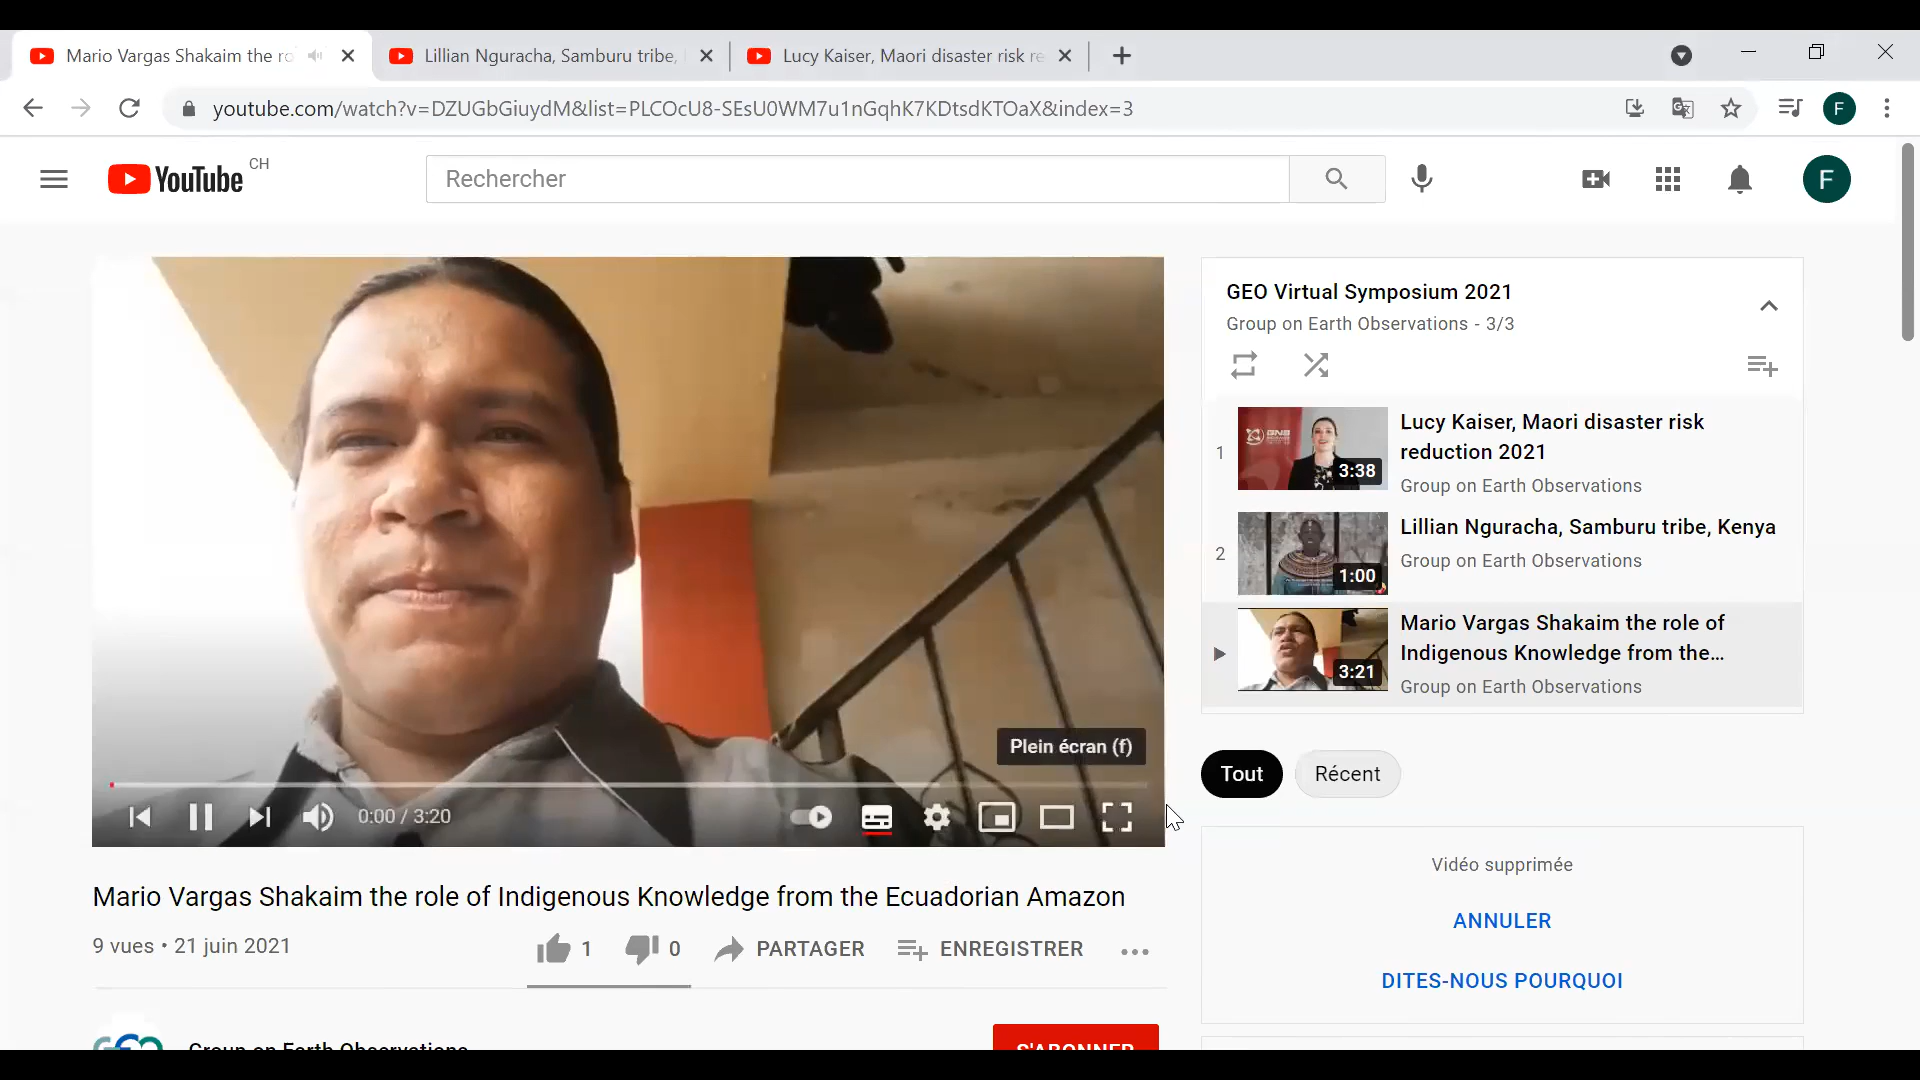 Mario Vargas Shakaim the ro
Lillian Nguracha, Samburu tribe,
Lucy Kaiser, Maori disaster risk re
youtube.com/watch?v=DZUGbGiuydM&list=PLCOcU8-SEsU0WM7u1nGqhK7KDtsdKTOaX&index=3
F
YouTube CH
Rechercher
F
Plein écran (f)
0:00 / 3:20
Mario Vargas Shakaim the role of Indigenous Knowledge from the Ecuadorian Amazon
9 vues • 21 juin 2021
1
0
PARTAGER
ENREGISTRER
Group on Earth Observations
S'ABONNER
GEO Virtual Symposium 2021
Group on Earth Observations - 3/3
1
3:38
Lucy Kaiser, Maori disaster risk
reduction 2021
Group on Earth Observations
2
1:00
Lillian Nguracha, Samburu tribe, Kenya
Group on Earth Observations
3:21
Mario Vargas Shakaim the role of
Indigenous Knowledge from the...
Group on Earth Observations
Tout
Récent
Vidéo supprimée
ANNULER
DITES-NOUS POURQUOI